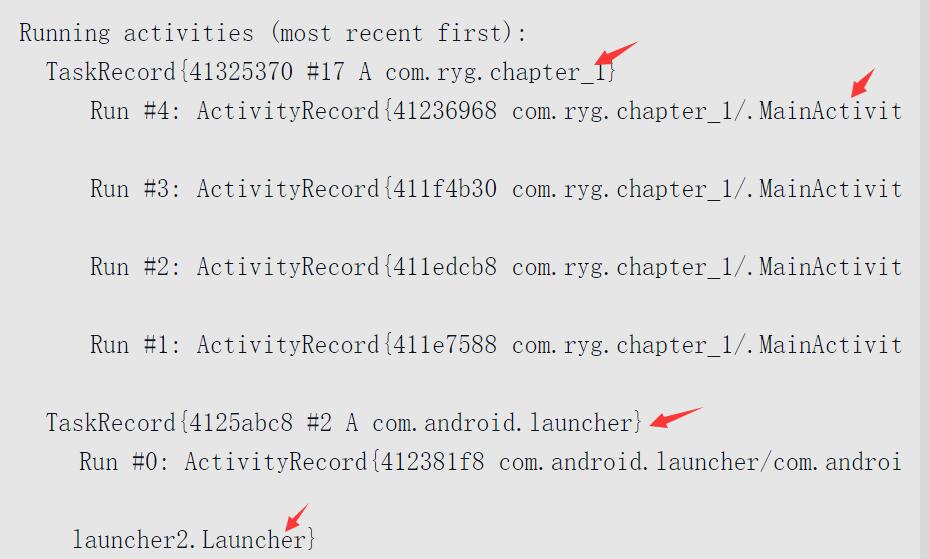 Running activities (most recent first):
TaskRecord{41325370 #17 A com.ryg.chapter_1}
Run #4: ActivityRecord{41236968 com.ryg.chapter_1/.MainActivit
Run #3: ActivityRecord{411f4b30 com.ryg.chapter_1/.MainActivit
Run #2: ActivityRecord{411edcb8 com.ryg.chapter_1/.MainActivit
Run #1: ActivityRecord{411e7588 com.ryg.chapter_1/.MainActivit
TaskRecord{4125abc8 #2 A com.android.launcher}
Run #0: ActivityRecord{412381f8 com.android.launcher/com.androi
launcher2.Launcher}